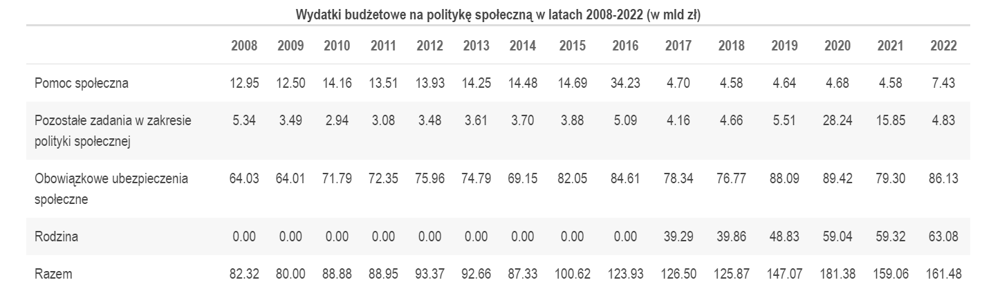 Wydatki budżetowe na politykę społeczną w latach 2008-2022 (w mld zł)
2008 2009 2010 2011 2012 2013 2014 2015 2016 2017 2018 2019 2020 2021 2022
Pomoc społeczna 12.95 12.50 14.16 13.51 13.93 14.25 14.48 14.69 34.23 4.70 4.58 4.64 4.68 4.58 7.43
Pozostałe zadania w zakresie 5.34 3.49 2.94 3.08 3.48 3.61 3.70 3.88 5.09 4.16 4.66 5.51 28.24 15.85 4.83
polityki społecznej
Obowiązkowe ubezpieczenia 64.03 64.01 71.79 72.35 75.96 74.79 69.15 82.05 84.61 78.34 76.77 88.09 89.42 79.30 86.13
społeczne
Rodzina 0.00 0.00 0.00 0.00 0.00 0.00 0.00 0.00 0.00 39.29 39.86 48.83 59.04 59.32 63.08
Razem 82.32 80.00 88.88 88.95 93.37 92.66 87.33 100.62 123.93 126.50 125.87 147.07 181.38 159.06 161.48